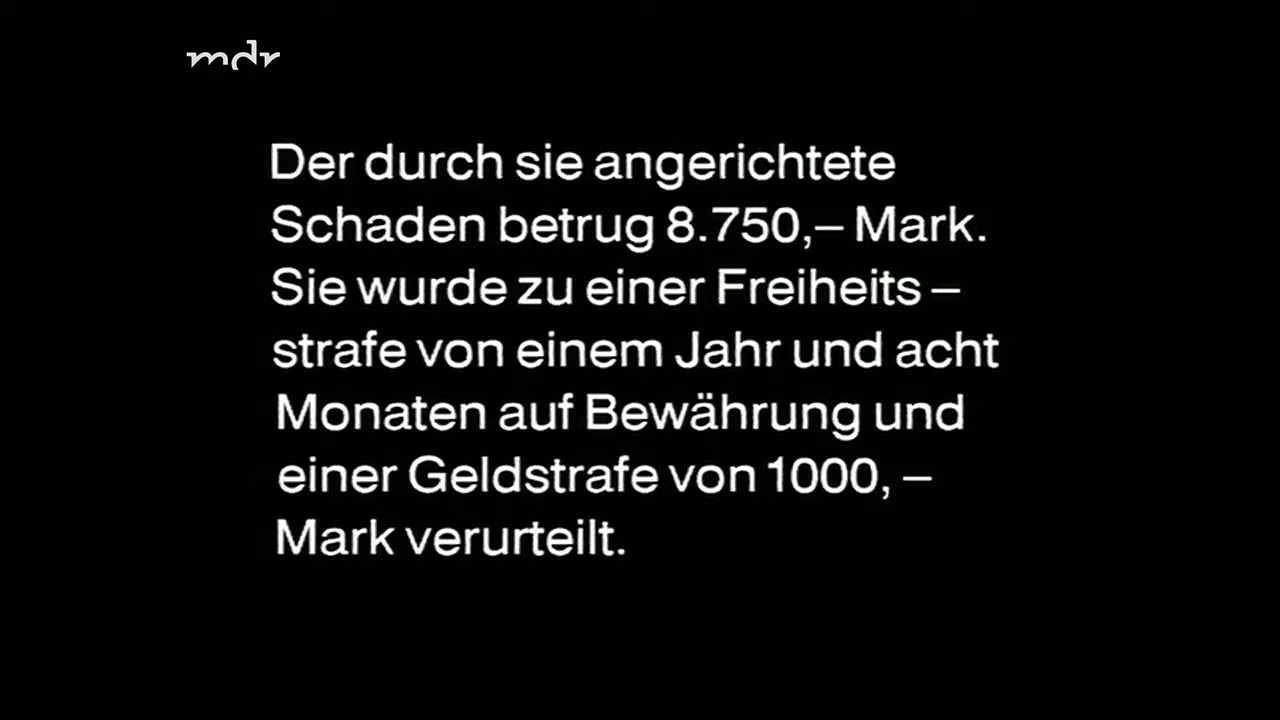 mdr
Der durch sie angerichtete
Schaden betrug 8.750,– Mark.
Sie wurde zu einer Freiheits –
strafe von einem Jahr und acht
Monaten auf Bewährung und
einer Geldstrafe von 1000, –
Mark verurteilt.